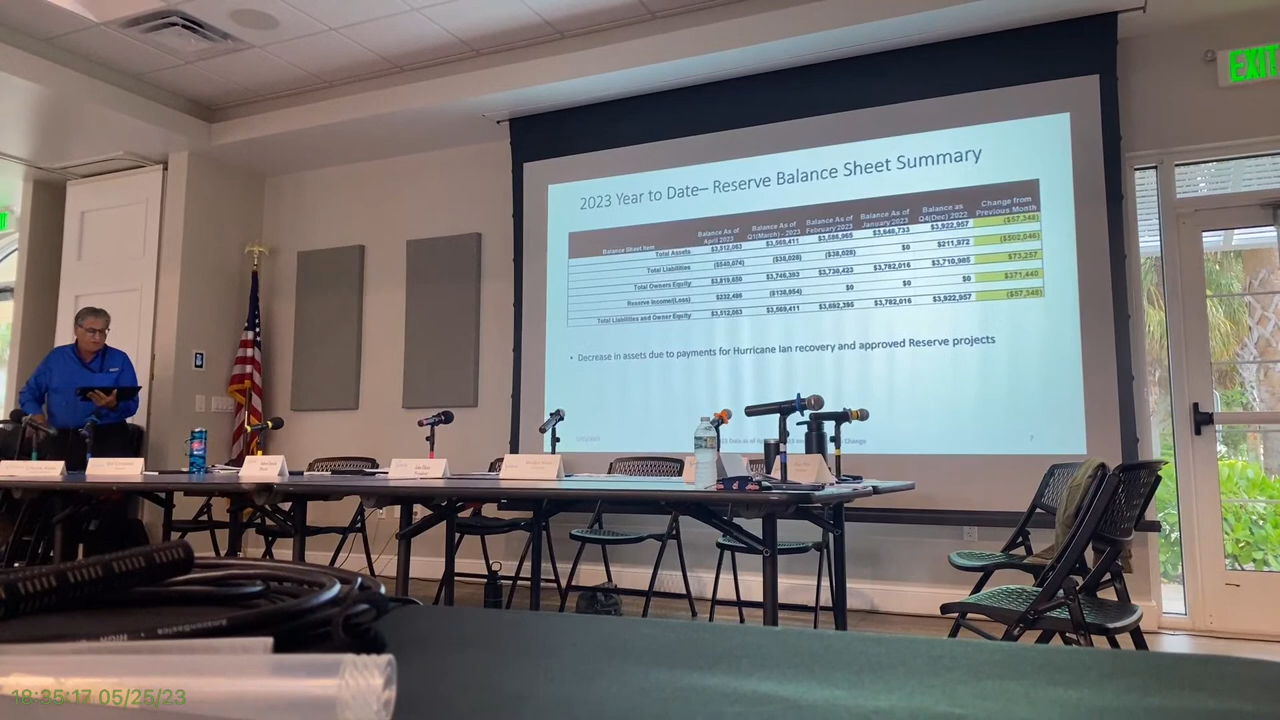 EXIT
2023 Year to Date– Reserve Balance Sheet Summary
Balance Sheet Item Balance As of April 2023 Balance As of Q1(March) - 2023 Balance As of February 2023 Balance As of January 2023 Balance as Q4(Dec) 2022 Change from Previous Month
Total Assets $3,512,063 $3,569,411 $3,586,965 $3,648,733 $3,922,957 ($57,348)
Total Liabilities ($540,074) ($38,028) ($38,028) $0 $211,972 ($502,046)
Total Owners Equity $3,819,650 $3,746,393 $3,730,423 $3,782,016 $3,710,985 $73,257
Reserve Income/(Loss) $232,486 ($138,954) $0 $0 $0 $371,440
Total Liabilities and Owner Equity $3,512,063 $3,569,411 $3,692,395 $3,782,016 $3,922,957 ($57,348)
• Decrease in assets due to payments for Hurricane Ian recovery and approved Reserve projects
Change
7
AmazonBasics
HIGH
18:35:17 05/25/23